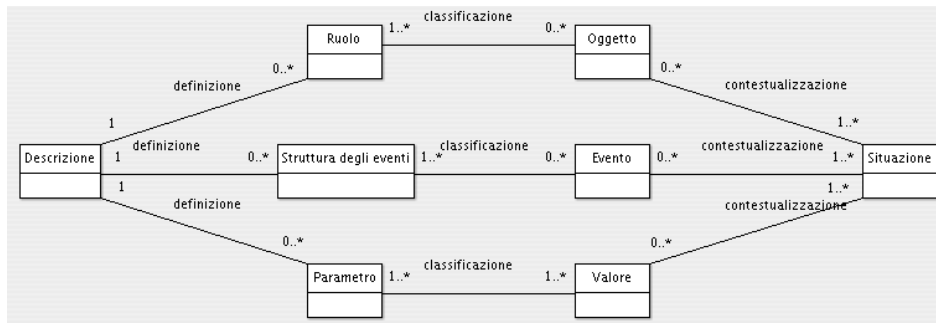 classificazione
Ruolo 1..* 0..* Oggetto
0..* definizione 0..* contestualizzazione
1 1..*
definizione classificazione contestualizzazione
Descrizione 1 0..* Struttura degli eventi 1..* 0..* Evento 0..* 1..* Situazione
1 1..*
definizione contestualizzazione
0..* 0..*
classificazione
Parametro 1..* 1..* Valore